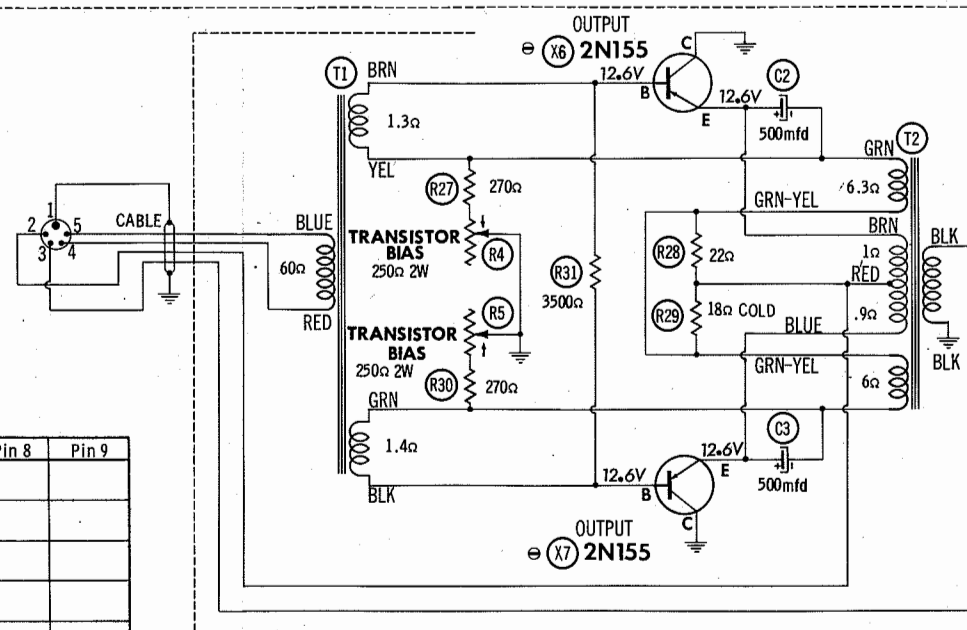 OUTPUT
⊖ X6 2N155
C
T1
BRN
12.6V
B
12.6V
E
C2
500mfd
+
1.3Ω
T2
GRN
YEL
R27
270Ω
6.3Ω
GRN-YEL
1
2
5
3
4
CABLE
BLUE
TRANSISTOR
BIAS
250Ω 2W
R4
BRN
BLK
R28
22Ω
1Ω
60Ω
R31
3500Ω
RED
R5
R29
18Ω COLD
.9Ω
RED
TRANSISTOR
BIAS
250Ω 2W
BLUE
GRN-YEL
BLK
R30
270Ω
6Ω
GRN
C3
Pin 8
Pin 9
1.4Ω
12.6V
E
+
500mfd
12.6V
B
BLK
C
OUTPUT
⊖ X7 2N155